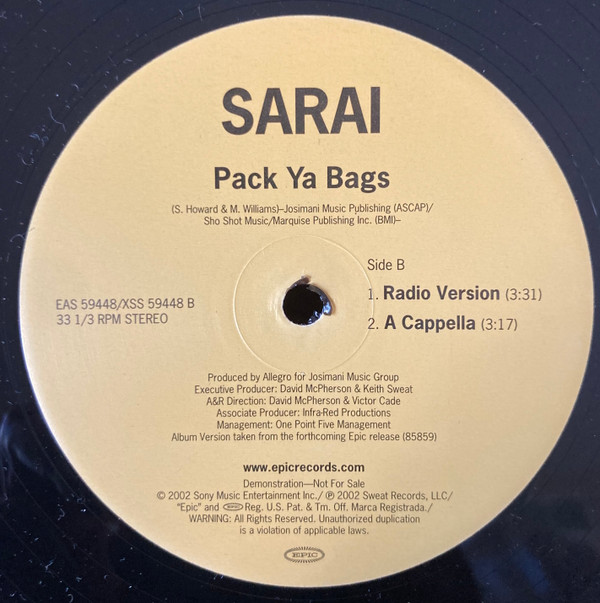 SARAI
Pack Ya Bags
(S. Howard & M. Williams)–Josimani Music Publishing (ASCAP)/
Sho Shot Music/Marquise Publishing Inc. (BMI)–
Side B
1. Radio Version (3:31)
2. A Cappella (3:17)
EAS 59448/XSS 59448 B
33 1/3 RPM STEREO
Produced by Allegro for Josimani Music Group
Executive Producer: David McPherson & Keith Sweat
A&R Direction: David McPherson & Victor Cade
Associate Producer: Infra-Red Productions
Management: One Point Five Management
Album Version taken from the forthcoming Epic release (85859)
www.epicrecords.com
Demonstration—Not For Sale
© 2002 Sony Music Entertainment Inc./ ℗ 2002 Sweat Records, LLC/
"Epic" and EPIC Reg. U.S. Pat. & Tm. Off. Marca Registrada./
WARNING: All Rights Reserved. Unauthorized duplication
is a violation of applicable laws.
EPIC